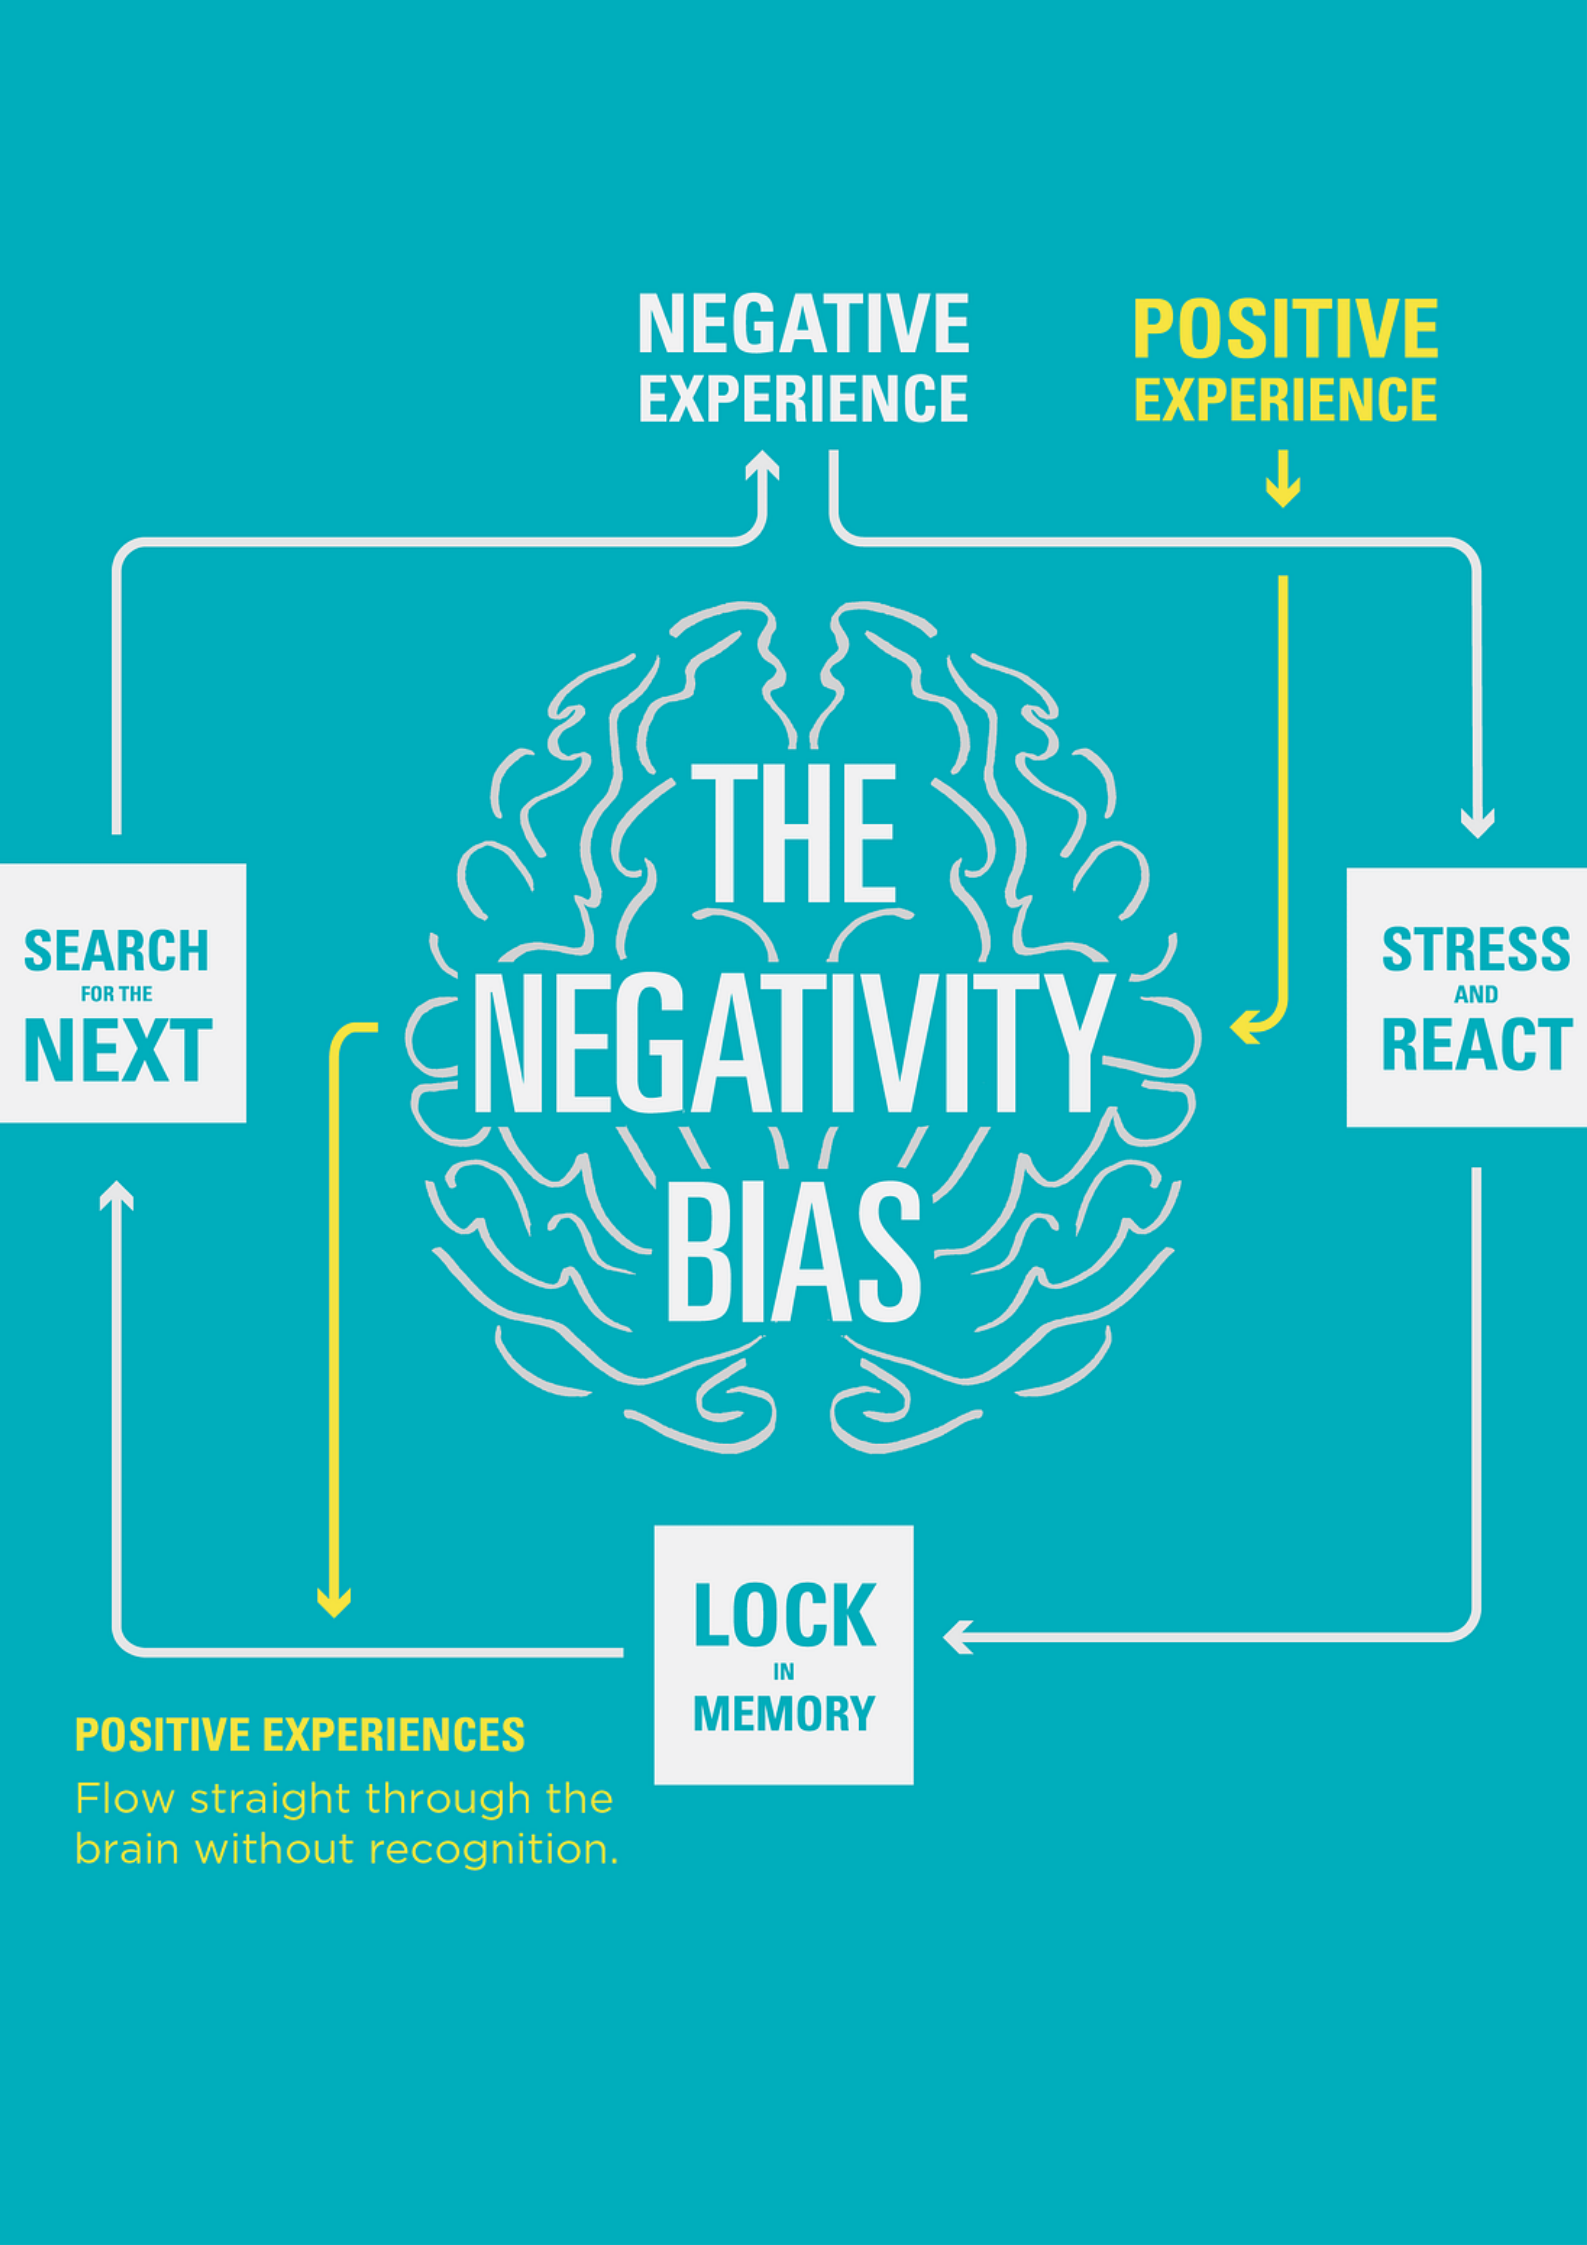 NEGATIVE
EXPERIENCE
POSITIVE
EXPERIENCE
THE
NEGATIVITY
BIAS
SEARCH
FOR THE
NEXT
STRESS
AND
REACT
LOCK
IN
MEMORY
POSITIVE EXPERIENCES
Flow straight through the
brain without recognition.